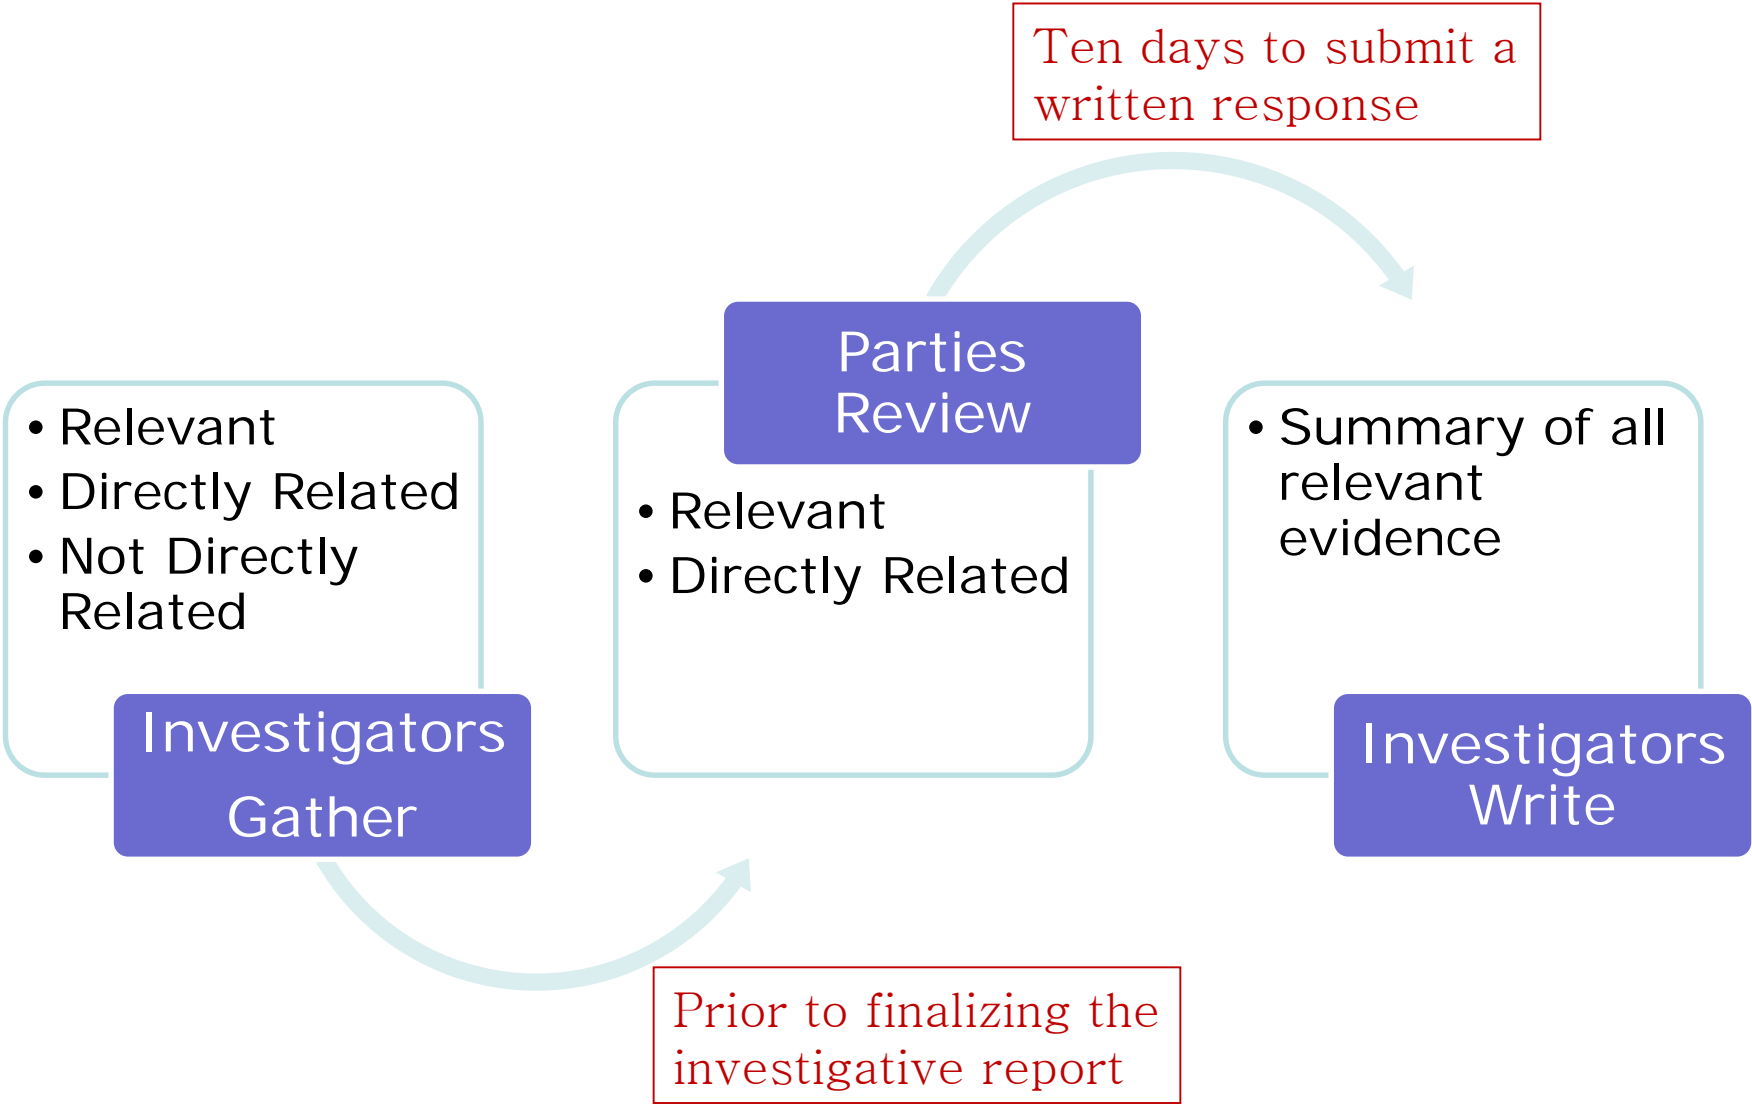 Ten days to submit a
written response
• Relevant
• Directly Related
• Not Directly
Related
Investigators
Gather
Parties
Review
• Relevant
• Directly Related
• Summary of all
relevant
evidence
Investigators
Write
Prior to finalizing the
investigative report